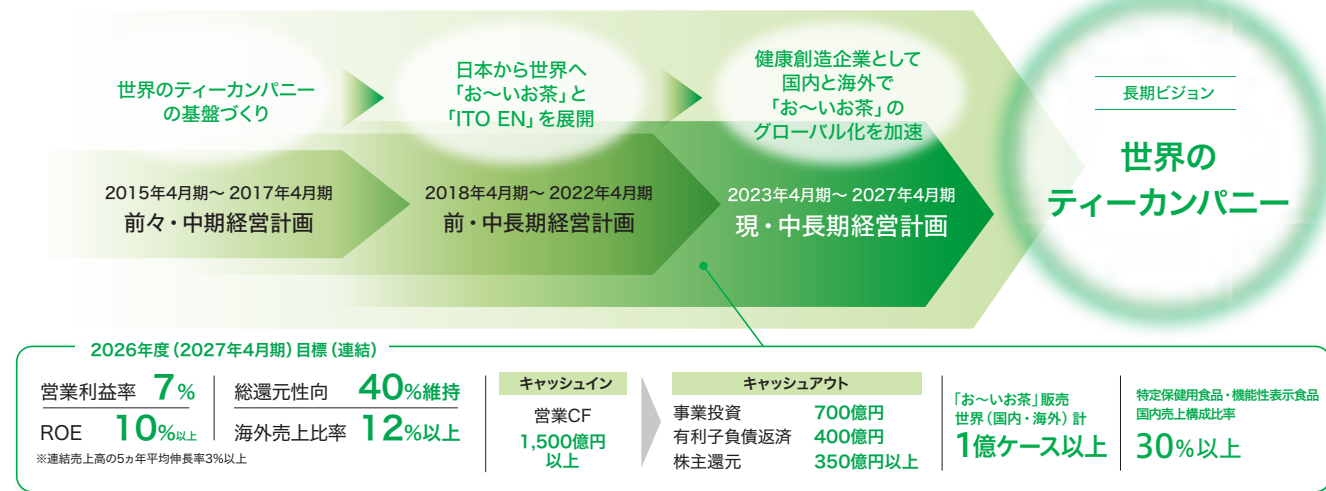 世界のティーカンパニー
の基盤づくり
日本から世界へ
「お～いお茶」と
「ITO EN」を展開
健康創造企業として
国内と海外で
「お～いお茶」の
グローバル化を加速
2015年4月期～2017年4月期
前々・中期経営計画
2018年4月期～2022年4月期
前・中長期経営計画
2023年4月期～2027年4月期
現・中長期経営計画
長期ビジョン
世界の
ティーカンパニー
2026年度（2027年4月期）目標（連結）
営業利益率 7%
ROE 10%以上
※連結売上高の5ヵ年平均伸長率3%以上
総還元性向 40%維持
海外売上比率 12%以上
キャッシュイン
営業CF
1,500億円
以上
キャッシュアウト
事業投資 700億円
有利子負債返済 400億円
株主還元 350億円以上
「お～いお茶」販売
世界（国内・海外）計
1億ケース以上
特定保健用食品・機能性表示食品
国内売上構成比率
30%以上